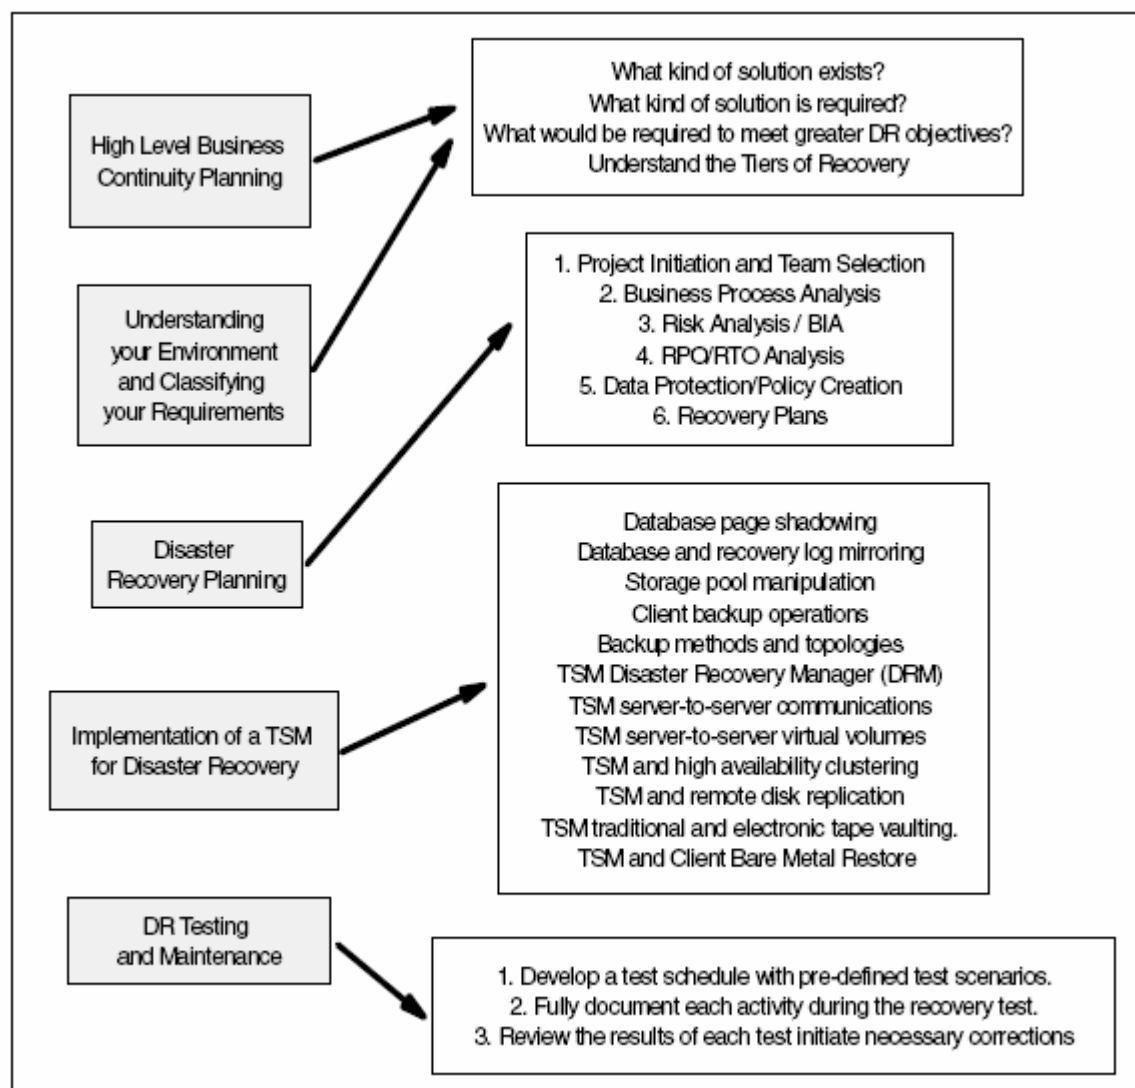 High Level Business
Continuity Planning
What kind of solution exists?
What kind of solution is required?
What would be required to meet greater DR objectives?
Understand the Tiers of Recovery
Understanding
your Environment
and Classifying
your Requirements
1. Project Initiation and Team Selection
2. Business Process Analysis
3. Risk Analysis / BIA
4. RPO/RTO Analysis
5. Data Protection/Policy Creation
6. Recovery Plans
Disaster
Recovery Planning
Database page shadowing
Database and recovery log mirroring
Storage pool manipulation
Client backup operations
Backup methods and topologies
TSM Disaster Recovery Manager (DRM)
TSM server-to-server communications
TSM server-to-server virtual volumes
TSM and high availability clustering
TSM and remote disk replication
TSM traditional and electronic tape vaulting.
TSM and Client Bare Metal Restore
Implementation of a TSM
for Disaster Recovery
DR Testing
and Maintenance
1. Develop a test schedule with pre-defined test scenarios.
2. Fully document each activity during the recovery test.
3. Review the results of each test initiate necessary corrections